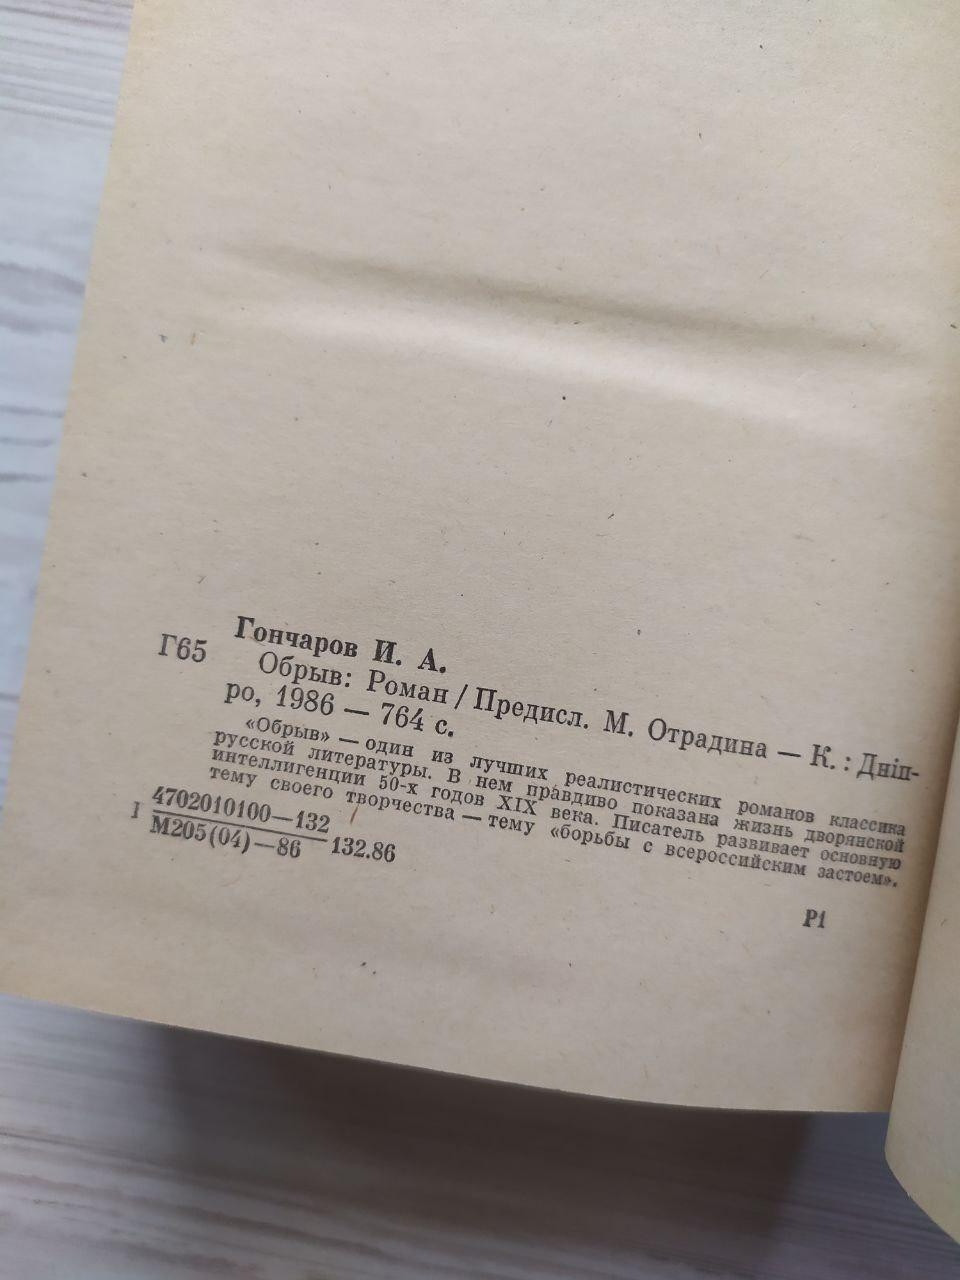 Гончаров И. А.
Г65 Обрыв: Роман / Предисл. М. Отрадина — К. : Дніп-
ро, 1986 — 764 с.
«Обрыв» — один из лучших реалистических романов классика
русской литературы. В нем правдиво показана жизнь дворянской
интеллигенции 50-х годов XIX века. Писатель развивает основную
тему своего творчества — тему «борьбы с всероссийским застоем».
4702010100—132
I 132.86
М205(04)—86
Р1